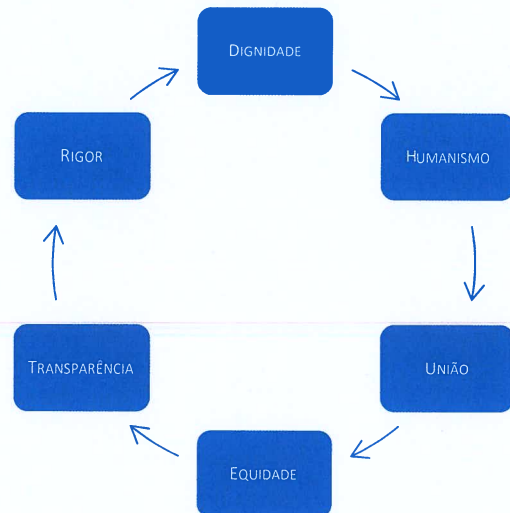 DIGNIDADE
HUMANISMO
UNIÃO
EQUIDADE
TRANSPARÊNCIA
RIGOR